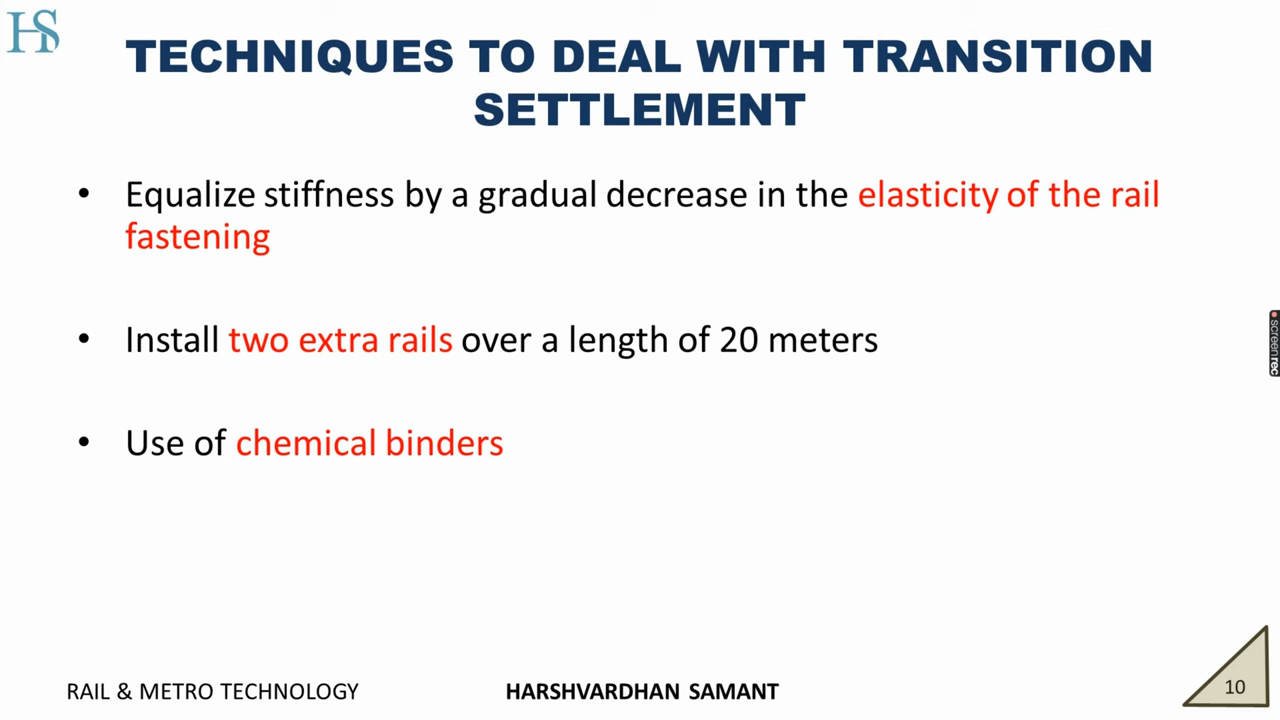 HS
TECHNIQUES TO DEAL WITH TRANSITION
SETTLEMENT
• Equalize stiffness by a gradual decrease in the elasticity of the rail
fastening
• Install two extra rails over a length of 20 meters
• Use of chemical binders
screenrec
RAIL & METRO TECHNOLOGY
HARSHVARDHAN SAMANT
10